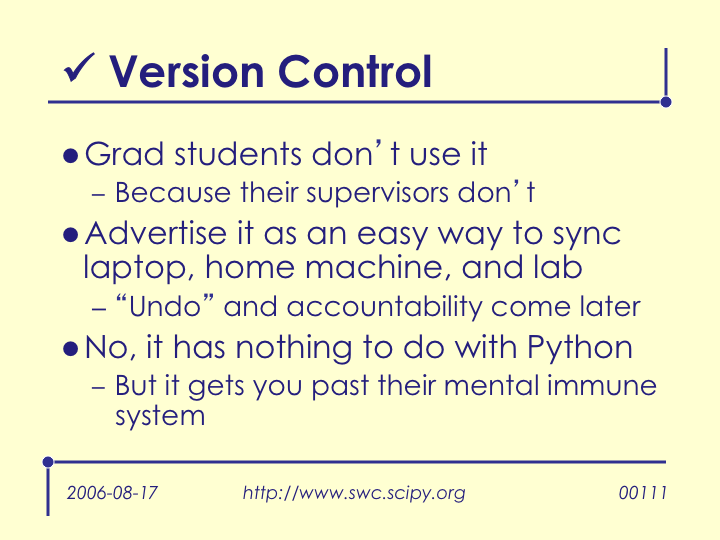 ✓ Version Control
●Grad students don’t use it
– Because their supervisors don’t
●Advertise it as an easy way to sync
laptop, home machine, and lab
– “Undo” and accountability come later
●No, it has nothing to do with Python
– But it gets you past their mental immune
system
2006-08-17 http://www.swc.scipy.org 00111